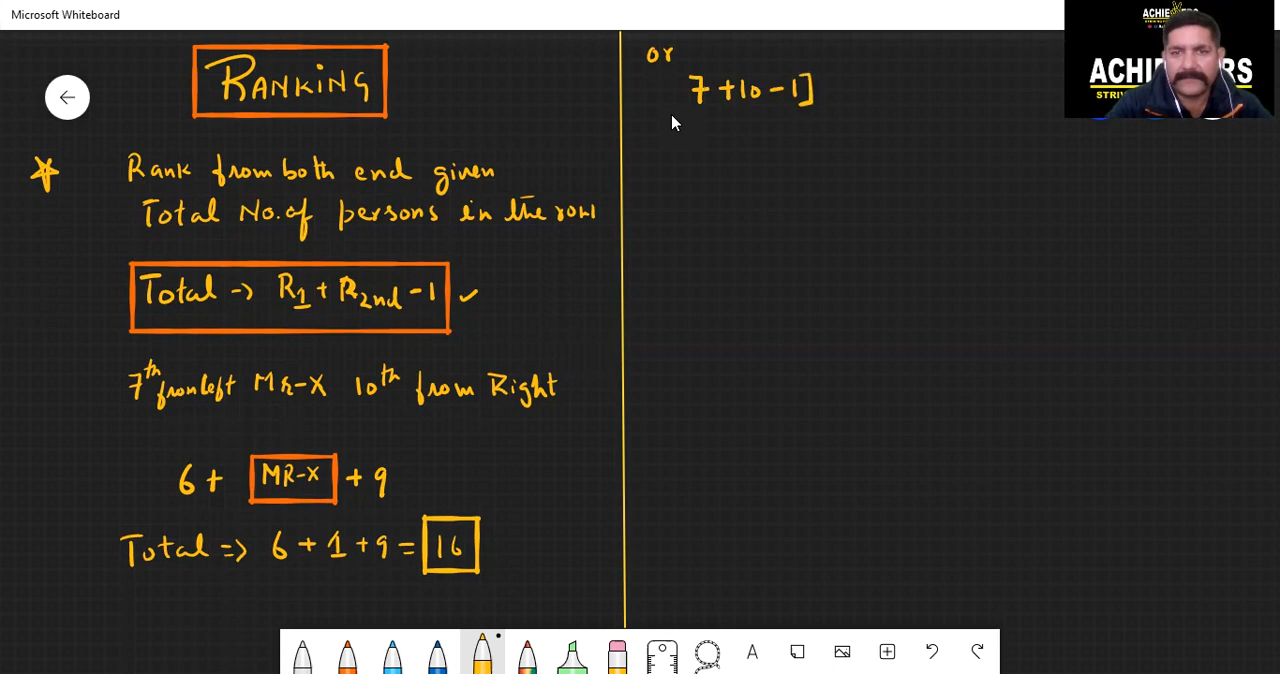 Microsoft Whiteboard
RANKING
Rank from both end given
Total No. of persons in the row
Total → R1 + R2nd - 1 ✓
7th from left MR-X 10th from Right
6 + MR-X + 9
Total => 6 + 1 + 9 = 16
or
7 + 10 - 1]
ACHIE
RS
STRIV
A